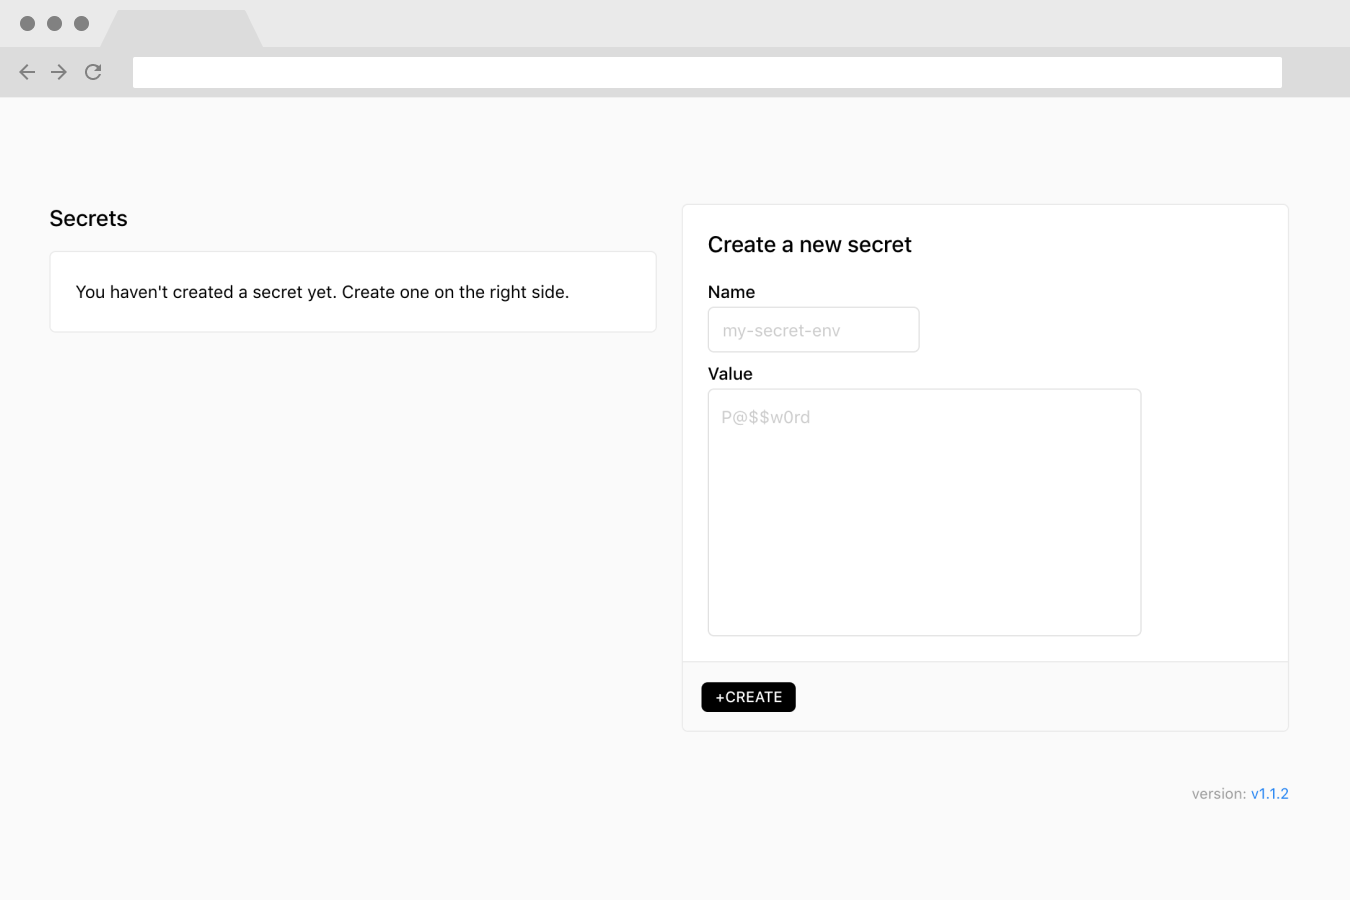 Secrets
You haven't created a secret yet. Create one on the right side.
Create a new secret
Name
my-secret-env
Value
P@$$w0rd
+CREATE
version: v1.1.2